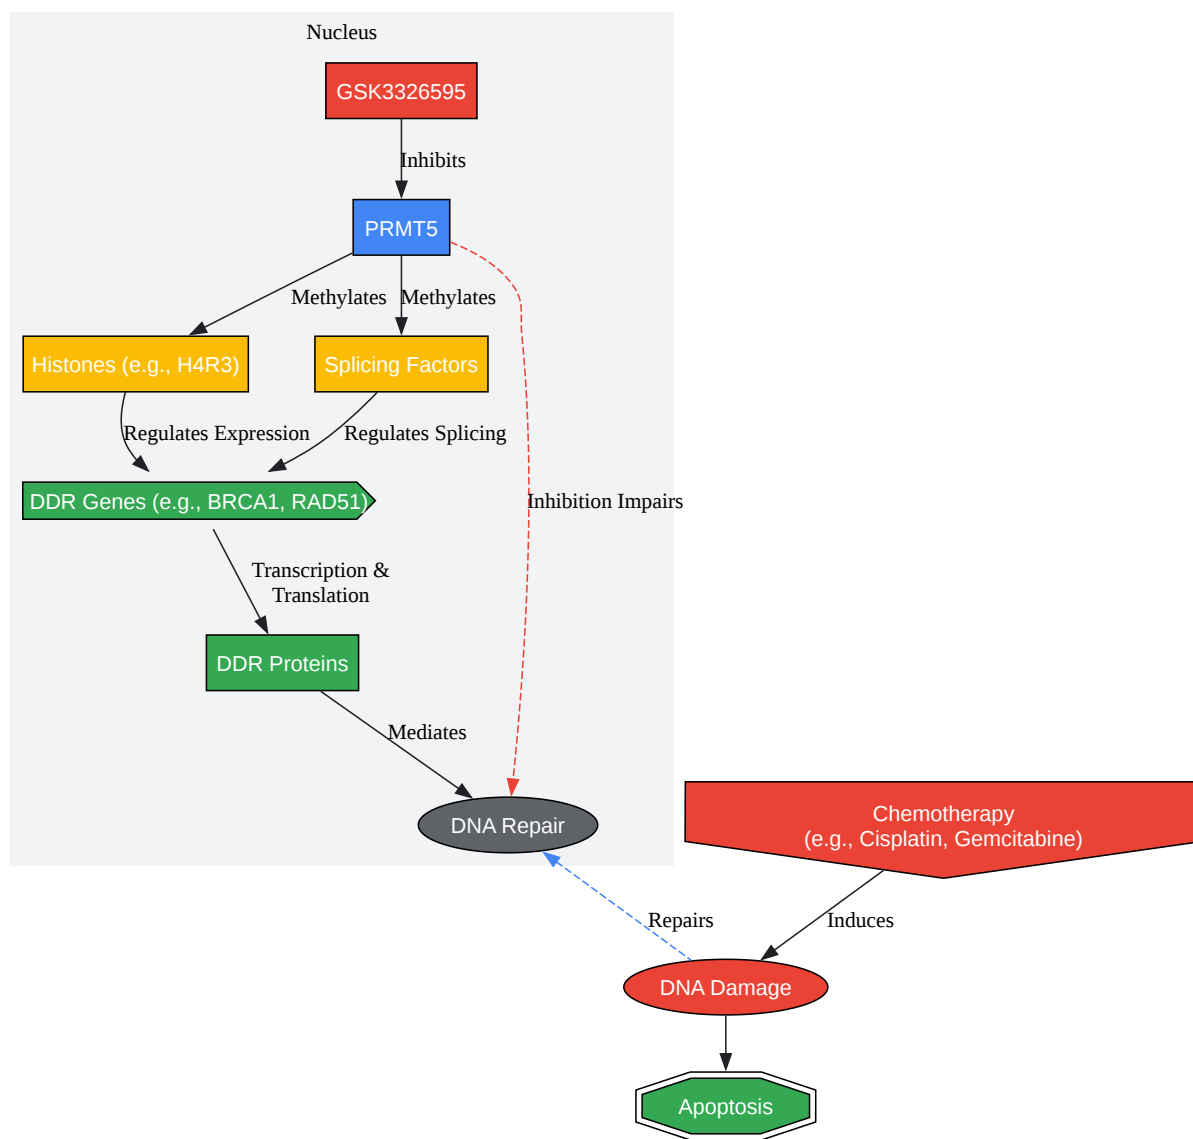 Nucleus
GSK3326595
Inhibits
PRMT5
Methylates
Methylates
Histones (e.g., H4R3)
Splicing Factors
Regulates Expression
Regulates Splicing
DDR Genes (e.g., BRCA1, RAD51)
Inhibition Impairs
Transcription &
Translation
DDR Proteins
Mediates
DNA Repair
Chemotherapy
(e.g., Cisplatin, Gemcitabine)
Repairs
Induces
DNA Damage
Apoptosis